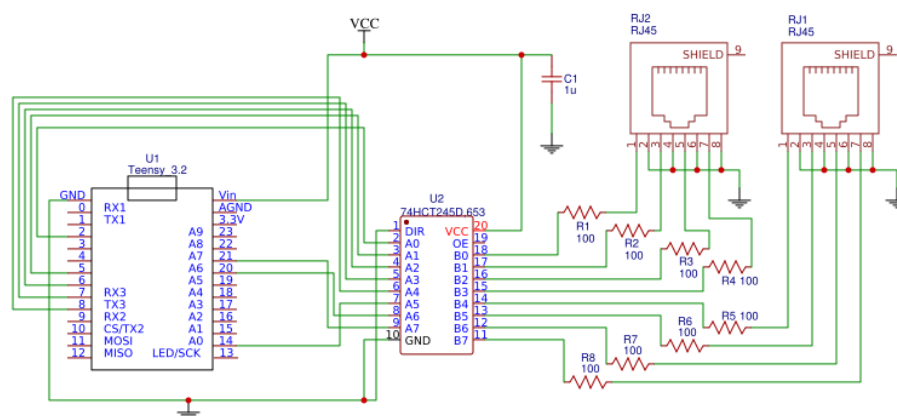 VCC
RJ2
RJ45
SHIELD
9
1 2 3 4 5 6 7 8
RJ1
RJ45
SHIELD
9
1 2 3 4 5 6 7 8
C1
1u
U1
Teensy_3.2
GND
0 RX1
1 TX1
2
3
4
5
6
7 RX3
8 TX3
9 RX2
10 CS/TX2
11 MOSI
12 MISO
Vin
AGND
3.3V
A9 23
A8 22
A7 21
A6 20
A5 19
A4 18
A3 17
A2 16
A1 15
A0 14
LED/SCK 13
U2
74HCT245D,653
1 DIR VCC 20
2 A0 OE 19
3 A1 B0 18
4 A2 B1 17
5 A3 B2 16
6 A4 B3 15
7 A5 B4 14
8 A6 B5 13
9 A7 B6 12
10 GND B7 11
R1
100
R2
100
R3
100
R4 100
R5 100
R6
100
R7
100
R8
100